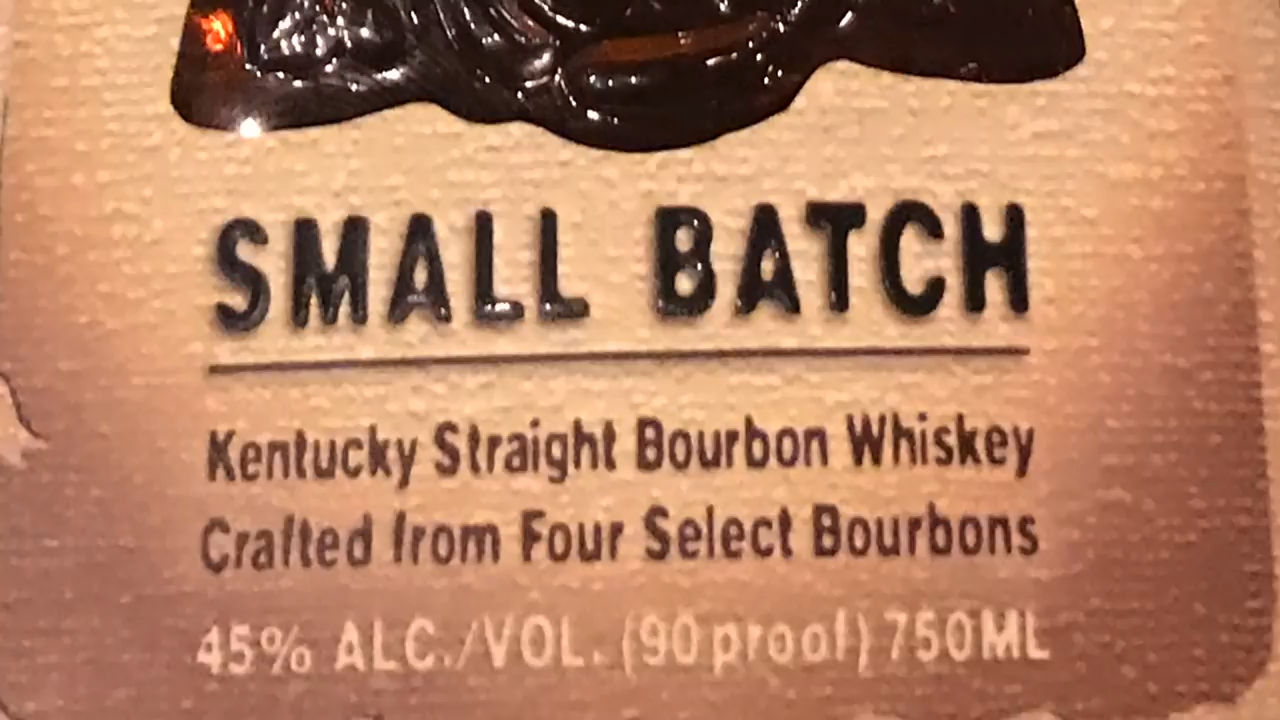 SMALL BATCH
Kentucky Straight Bourbon Whiskey
Crafted from Four Select Bourbons
45% ALC./VOL. (90 proof) 750ML